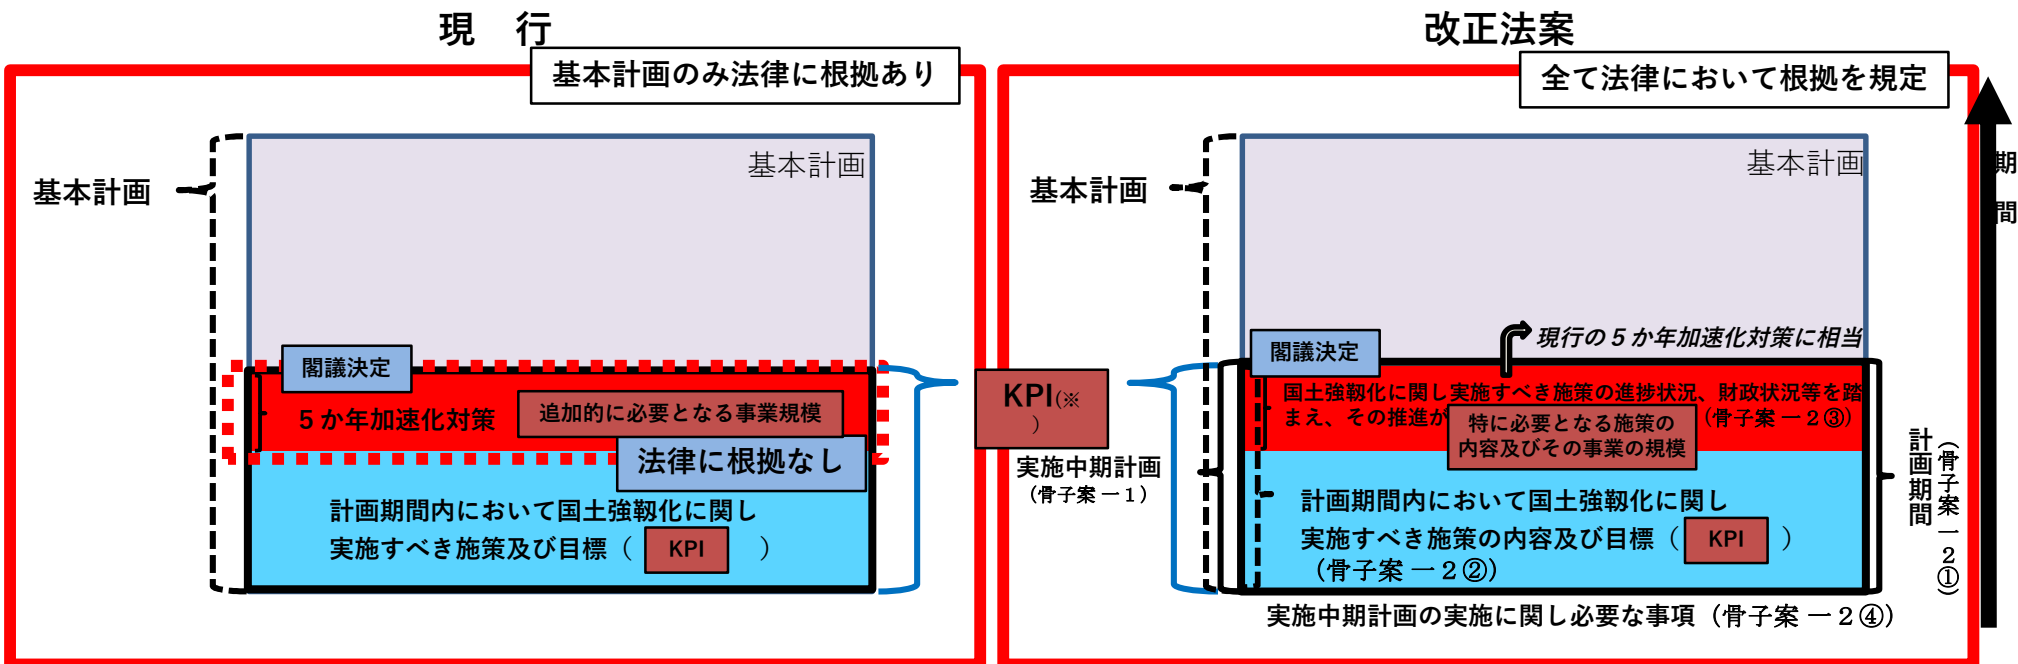 現　行
基本計画のみ法律に根拠あり
基本計画
基本計画
閣議決定
5か年加速化対策
追加的に必要となる事業規模
法律に根拠なし
計画期間内において国土強靱化に関し
実施すべき施策及び目標（ KPI ）
KPI(※
）
改正法案
全て法律において根拠を規定
期
間
基本計画
基本計画
現行の５か年加速化対策に相当
閣議決定
国土強靱化に関し実施すべき施策の進捗状況、財政状況等を踏
まえ、その推進が
特に必要となる施策の
内容及びその事業の規模
(骨子案一２③)
実施中期計画
(骨子案一１)
計画期間内において国土強靱化に関し
実施すべき施策の内容及び目標（ KPI ）
(骨子案一２②)
計画期間
(骨子案一２①)
実施中期計画の実施に関し必要な事項 (骨子案一２④)